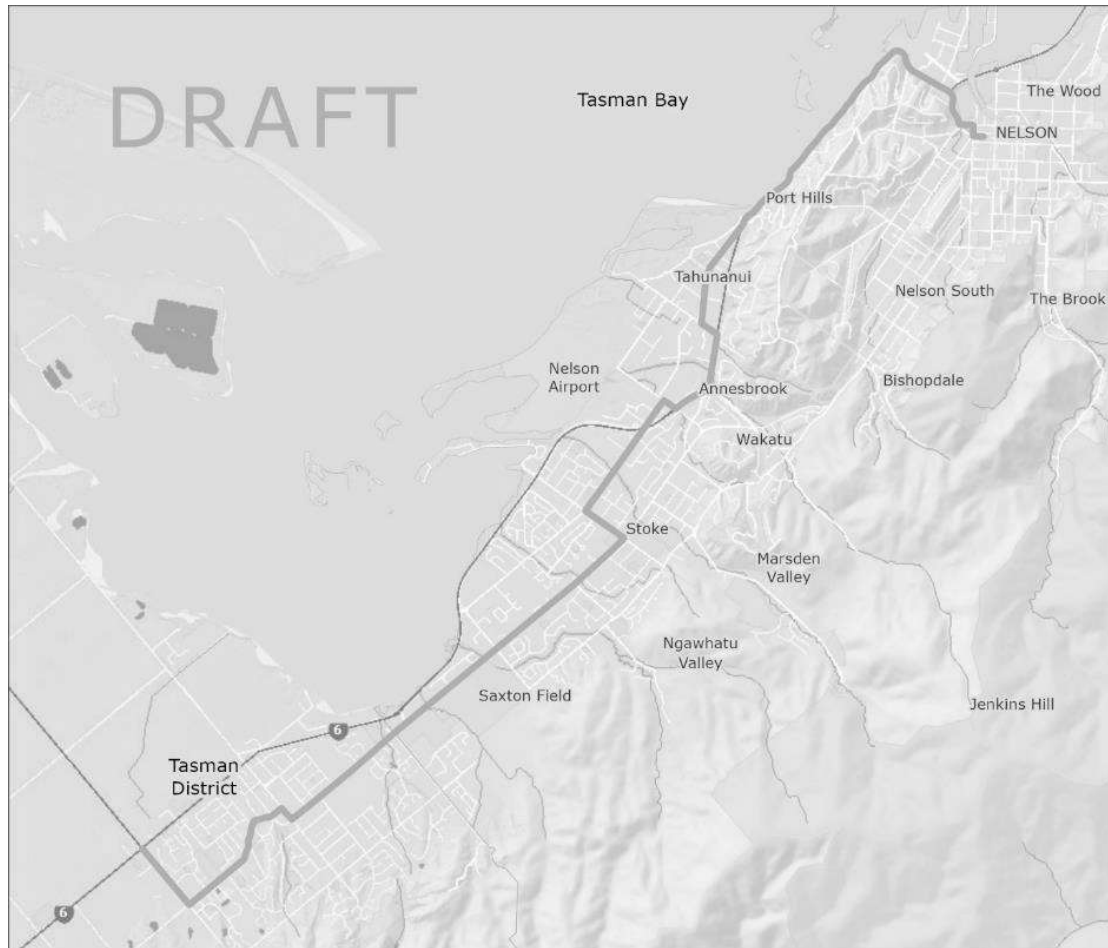 DRAFT
Tasman Bay
The Wood
NELSON
Port Hills
Tahunanui
Nelson South
The Brook
Nelson
Airport
Annesbrook
Bishopdale
Wakatu
Stoke
Marsden
Valley
Ngawhatu
Valley
Saxton Field
Jenkins Hill
6
Tasman
District
6